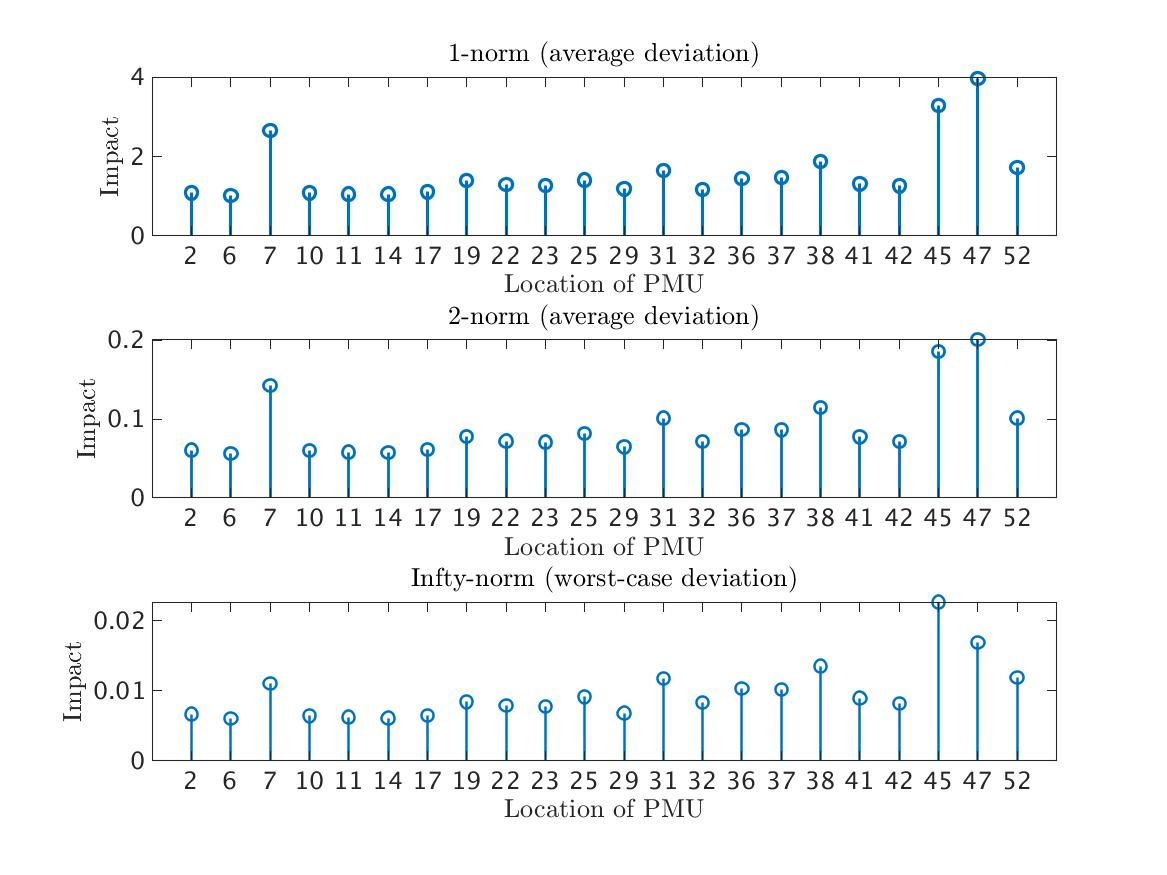 1-norm (average deviation)
4
2
0
Impact
2 6 7 10 11 14 17 19 22 23 25 29 31 32 36 37 38 41 42 45 47 52
Location of PMU
2-norm (average deviation)
0.2
0.1
0
Impact
2 6 7 10 11 14 17 19 22 23 25 29 31 32 36 37 38 41 42 45 47 52
Location of PMU
Infty-norm (worst-case deviation)
0.02
0.01
0
Impact
2 6 7 10 11 14 17 19 22 23 25 29 31 32 36 37 38 41 42 45 47 52
Location of PMU